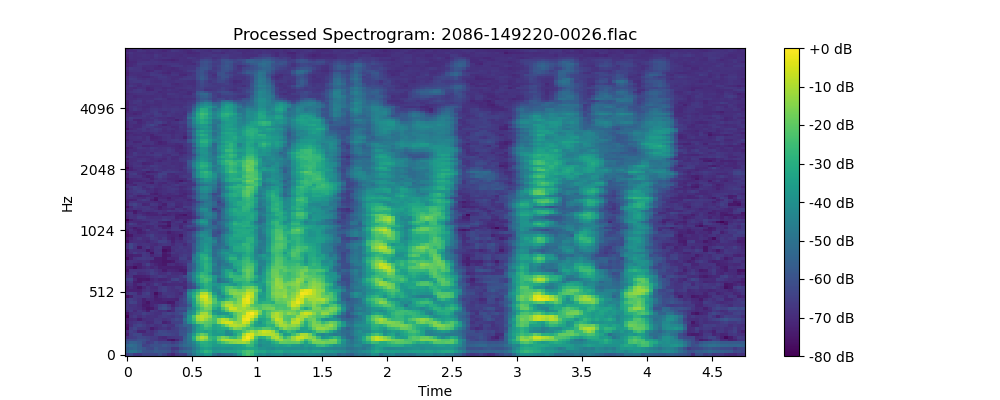 Processed Spectrogram: 2086-149220-0026.flac
Hz
4096
2048
1024
512
0
0 0.5 1 1.5 2 2.5 3 3.5 4 4.5
Time
+0 dB
-10 dB
-20 dB
-30 dB
-40 dB
-50 dB
-60 dB
-70 dB
-80 dB